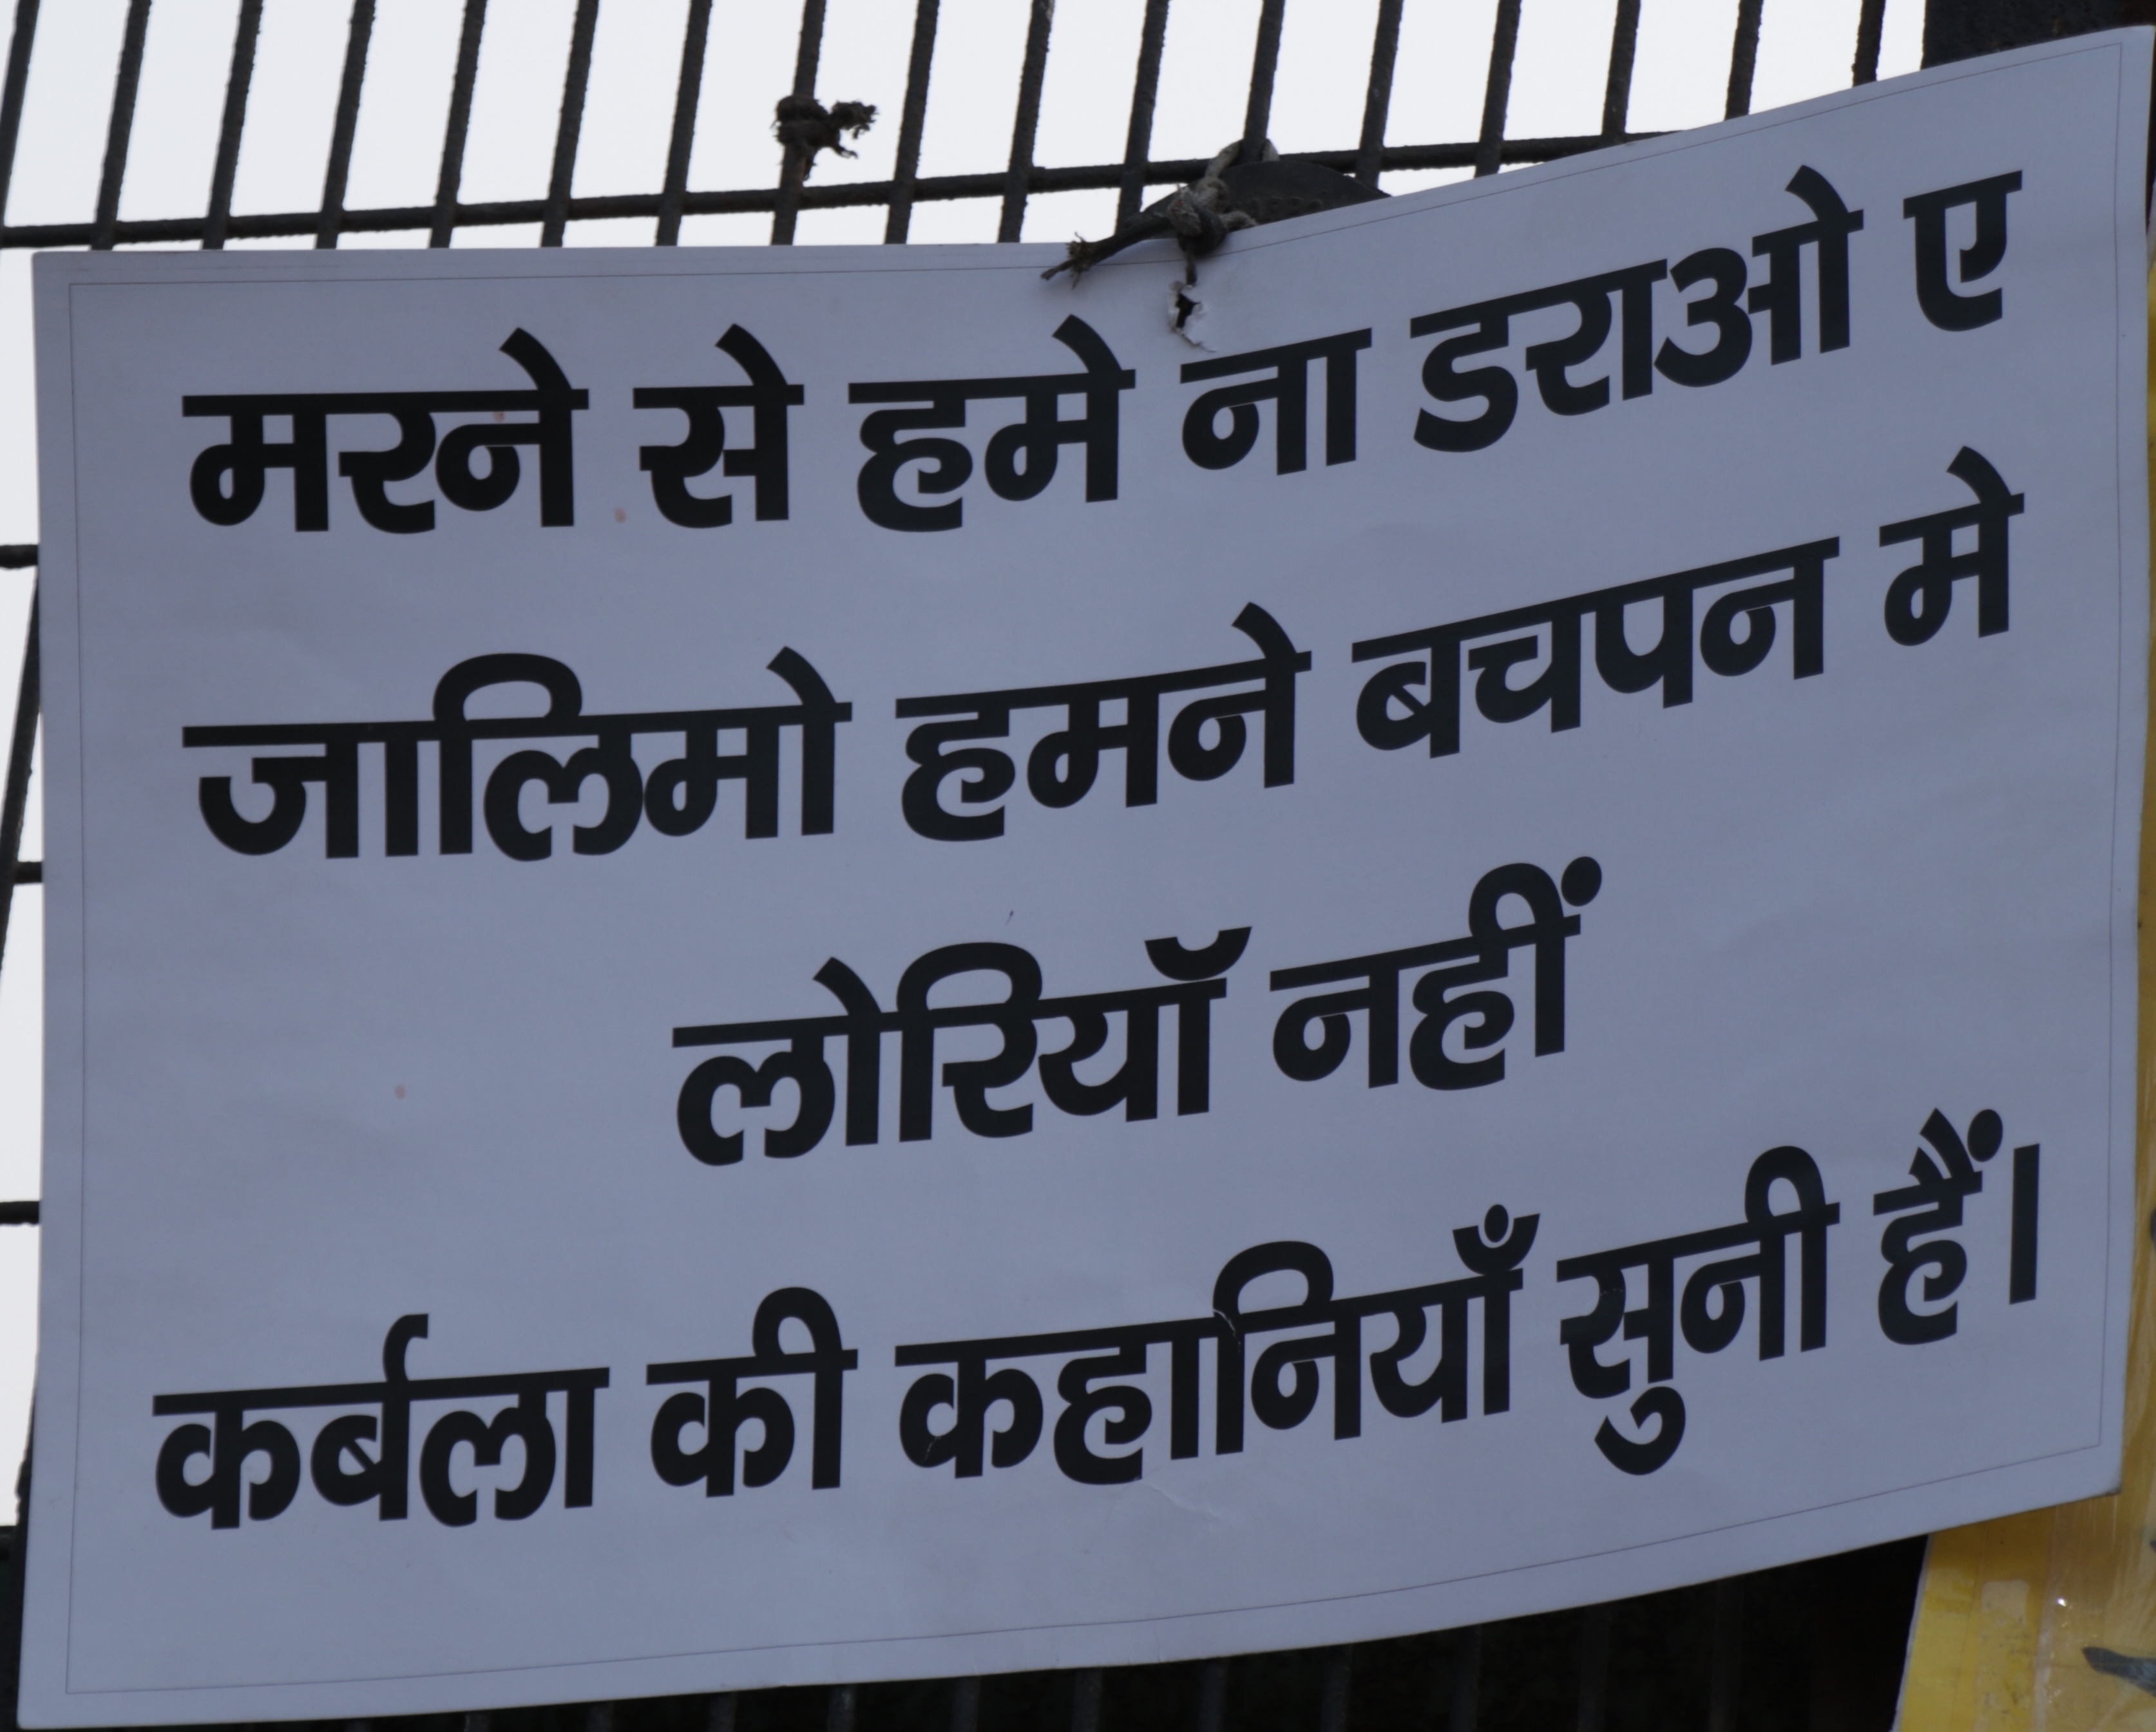 मरने से हमे ना डराओ ए
जालिमो हमने बचपन मे
लोरियॉ नहीं
कर्बला की कहानियाँ सुनी हैं।